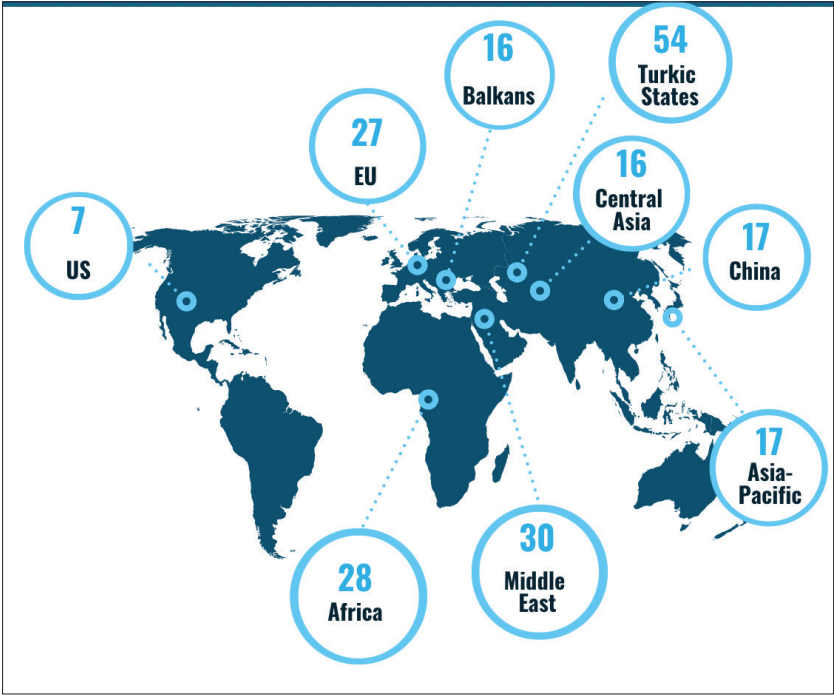 54
Turkic
States
16
Balkans
27
EU
16
Central
Asia
7
US
17
China
17
Asia-
Pacific
30
Middle
East
28
Africa